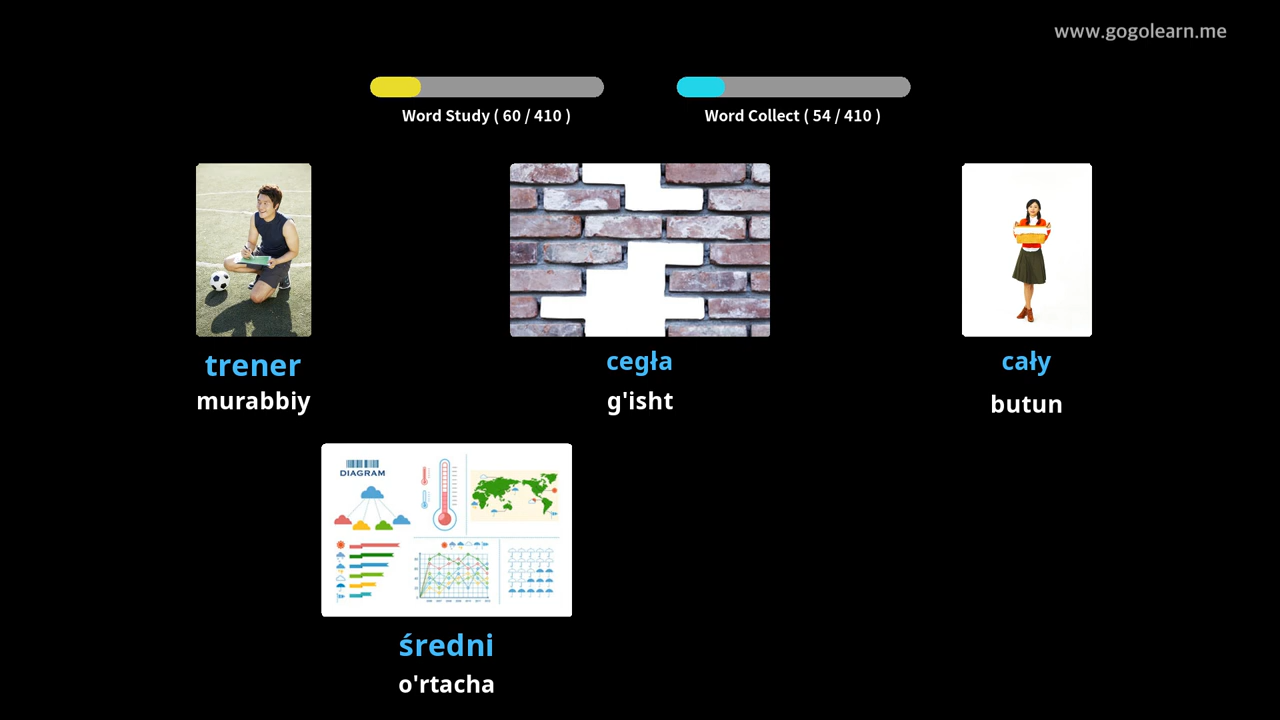 www.gogolearn.me
Word Study ( 60 / 410 )
Word Collect ( 54 / 410 )
trener
murabbiy
cegła
g'isht
cały
butun
DIAGRAM
średni
o'rtacha